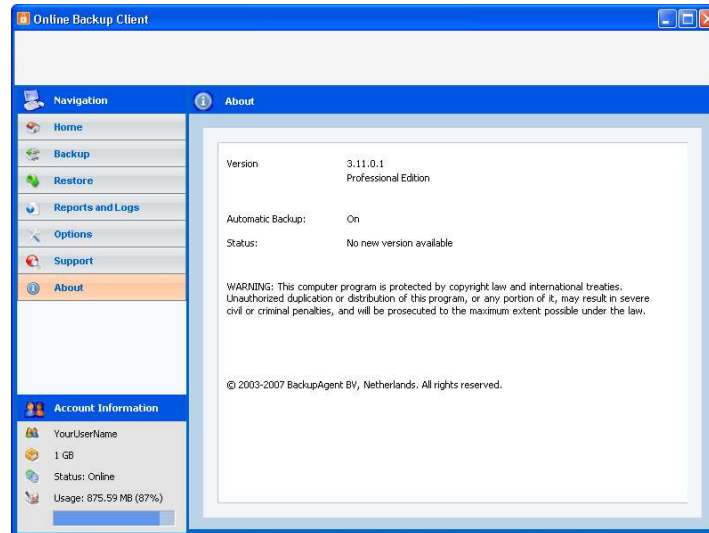 Online Backup Client
Navigation
Home
Backup
Restore
Reports and Logs
Options
Support
About
Account Information
YourUserName
1 GB
Status: Online
Usage: 875.59 MB (87%)
About
Version 3.11.0.1
Professional Edition
Automatic Backup: On
Status: No new version available
WARNING: This computer program is protected by copyright law and international treaties.
Unauthorized duplication or distribution of this program, or any portion of it, may result in severe
civil or criminal penalties, and will be prosecuted to the maximum extent possible under the law.
© 2003-2007 BackupAgent BV, Netherlands. All rights reserved.